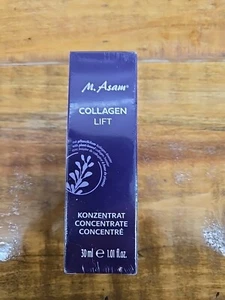 M. Asam®
COLLAGEN
LIFT
KONZENTRAT
CONCENTRATE
CONCENTRÉ
30 ml e 1.01 fl.oz.